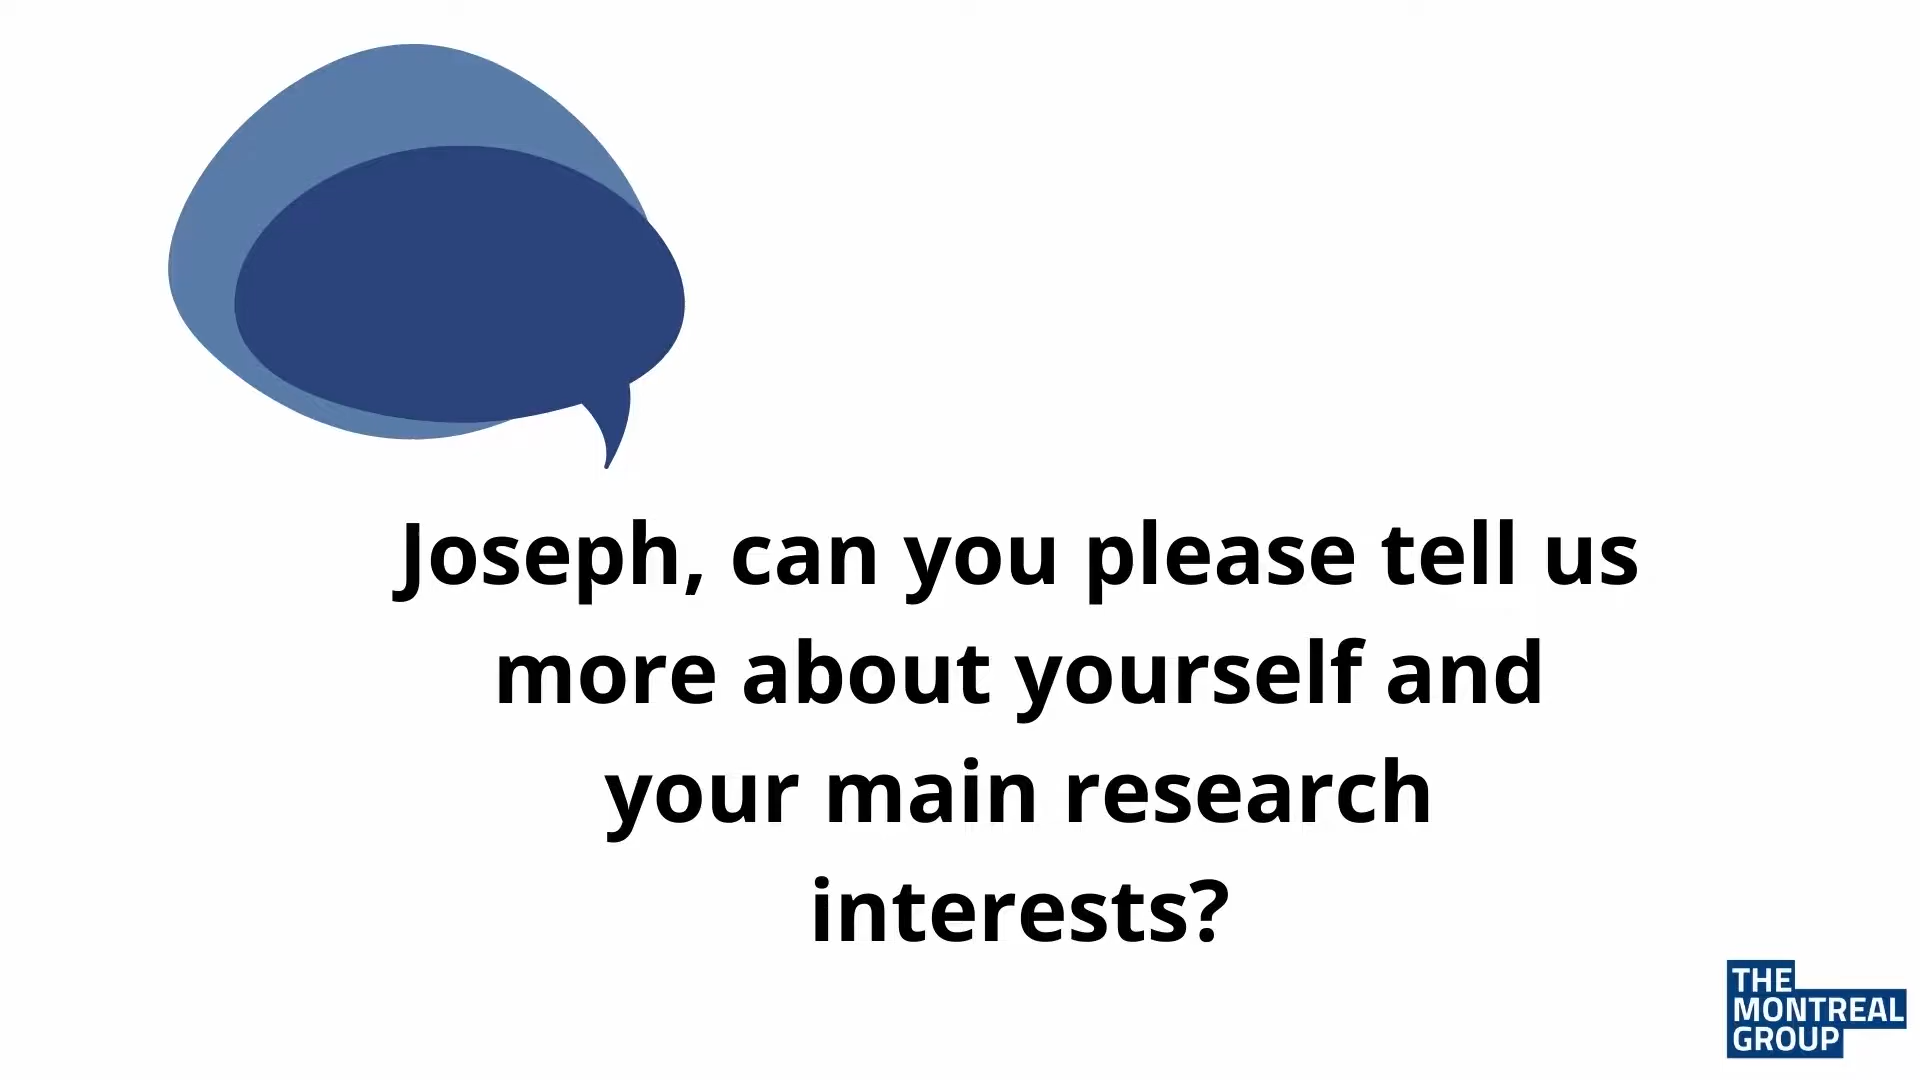 Joseph, can you please tell us
more about yourself and
your main research
interests?
THE
MONTREAL
GROUP